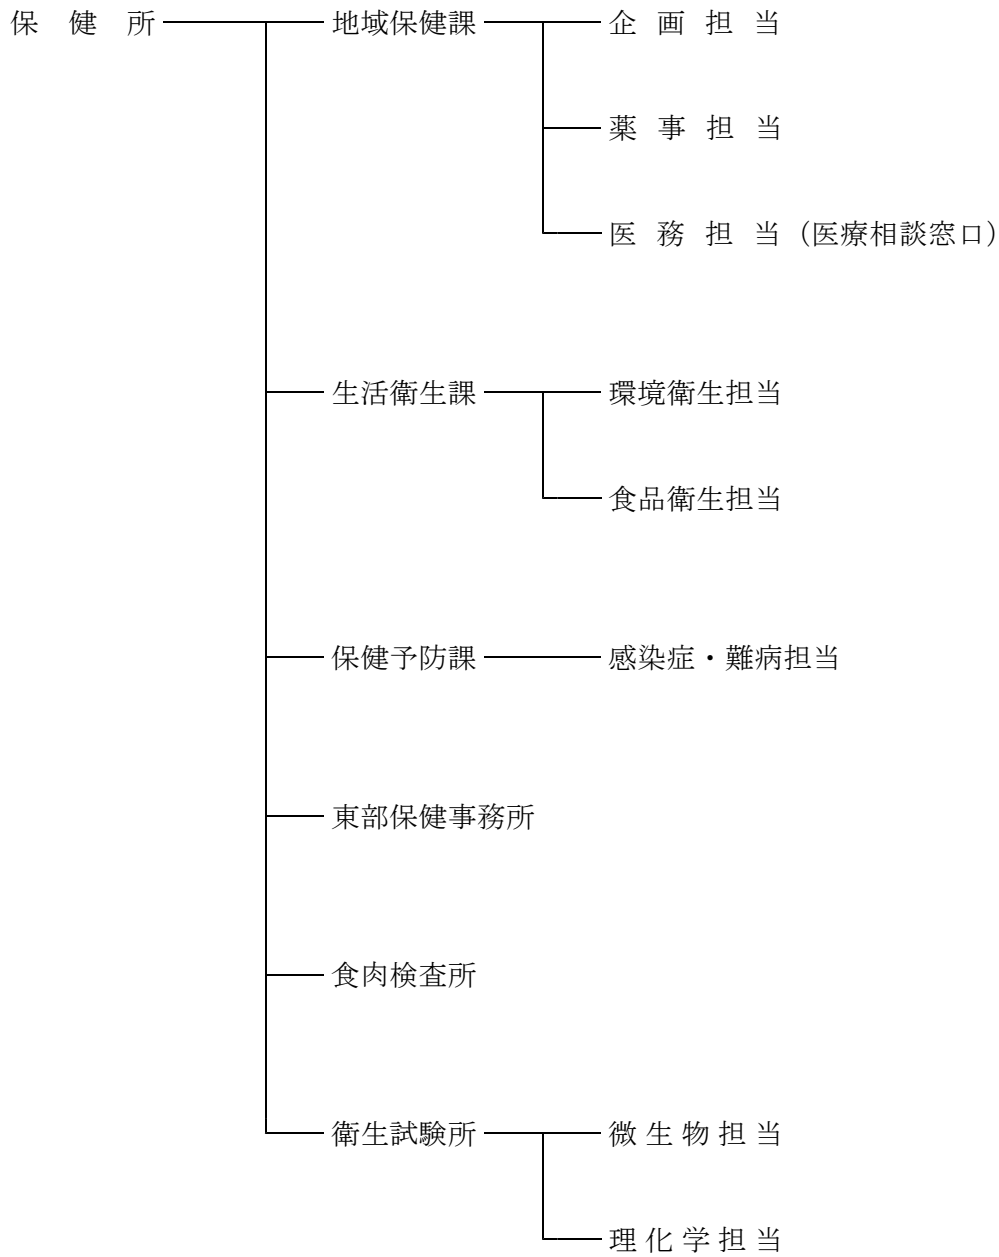 保健所 地域保健課 企画担当
薬事担当
医務担当（医療相談窓口）
生活衛生課 環境衛生担当
食品衛生担当
保健予防課 感染症・難病担当
東部保健事務所
食肉検査所
衛生試験所 微生物担当
理化学担当